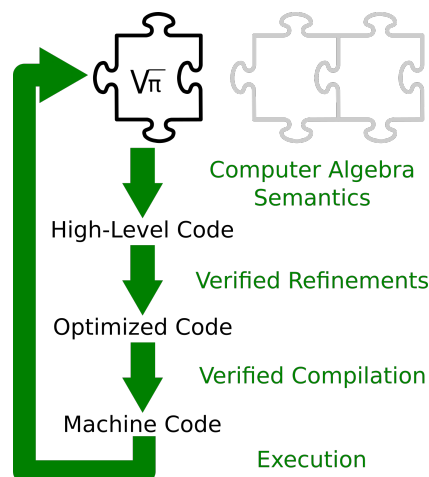 √π
Computer Algebra
Semantics
High-Level Code
Verified Refinements
Optimized Code
Verified Compilation
Machine Code
Execution